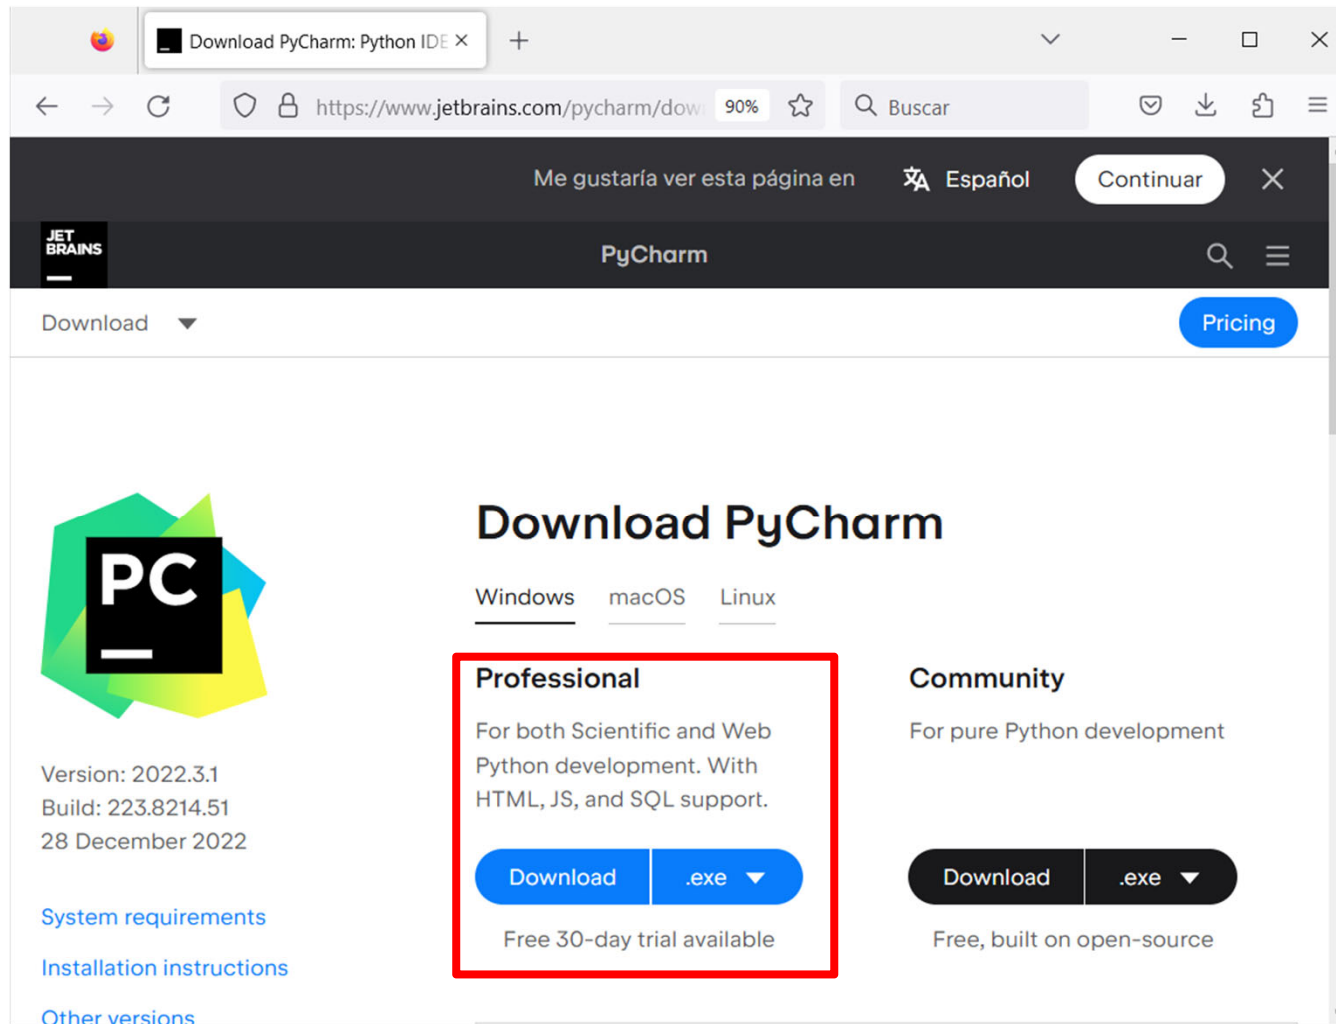 Download PyCharm: Python IDE
https://www.jetbrains.com/pycharm/dow
90%
Buscar
Me gustaría ver esta página en
Español
Continuar
JET
BRAINS
PyCharm
Download
Pricing
PC
Download PyCharm
Windows macOS Linux
Professional
For both Scientific and Web
Python development. With
HTML, JS, and SQL support.
Download .exe
Free 30-day trial available
Community
For pure Python development
Download .exe
Free, built on open-source
Version: 2022.3.1
Build: 223.8214.51
28 December 2022
System requirements
Installation instructions
Other versions